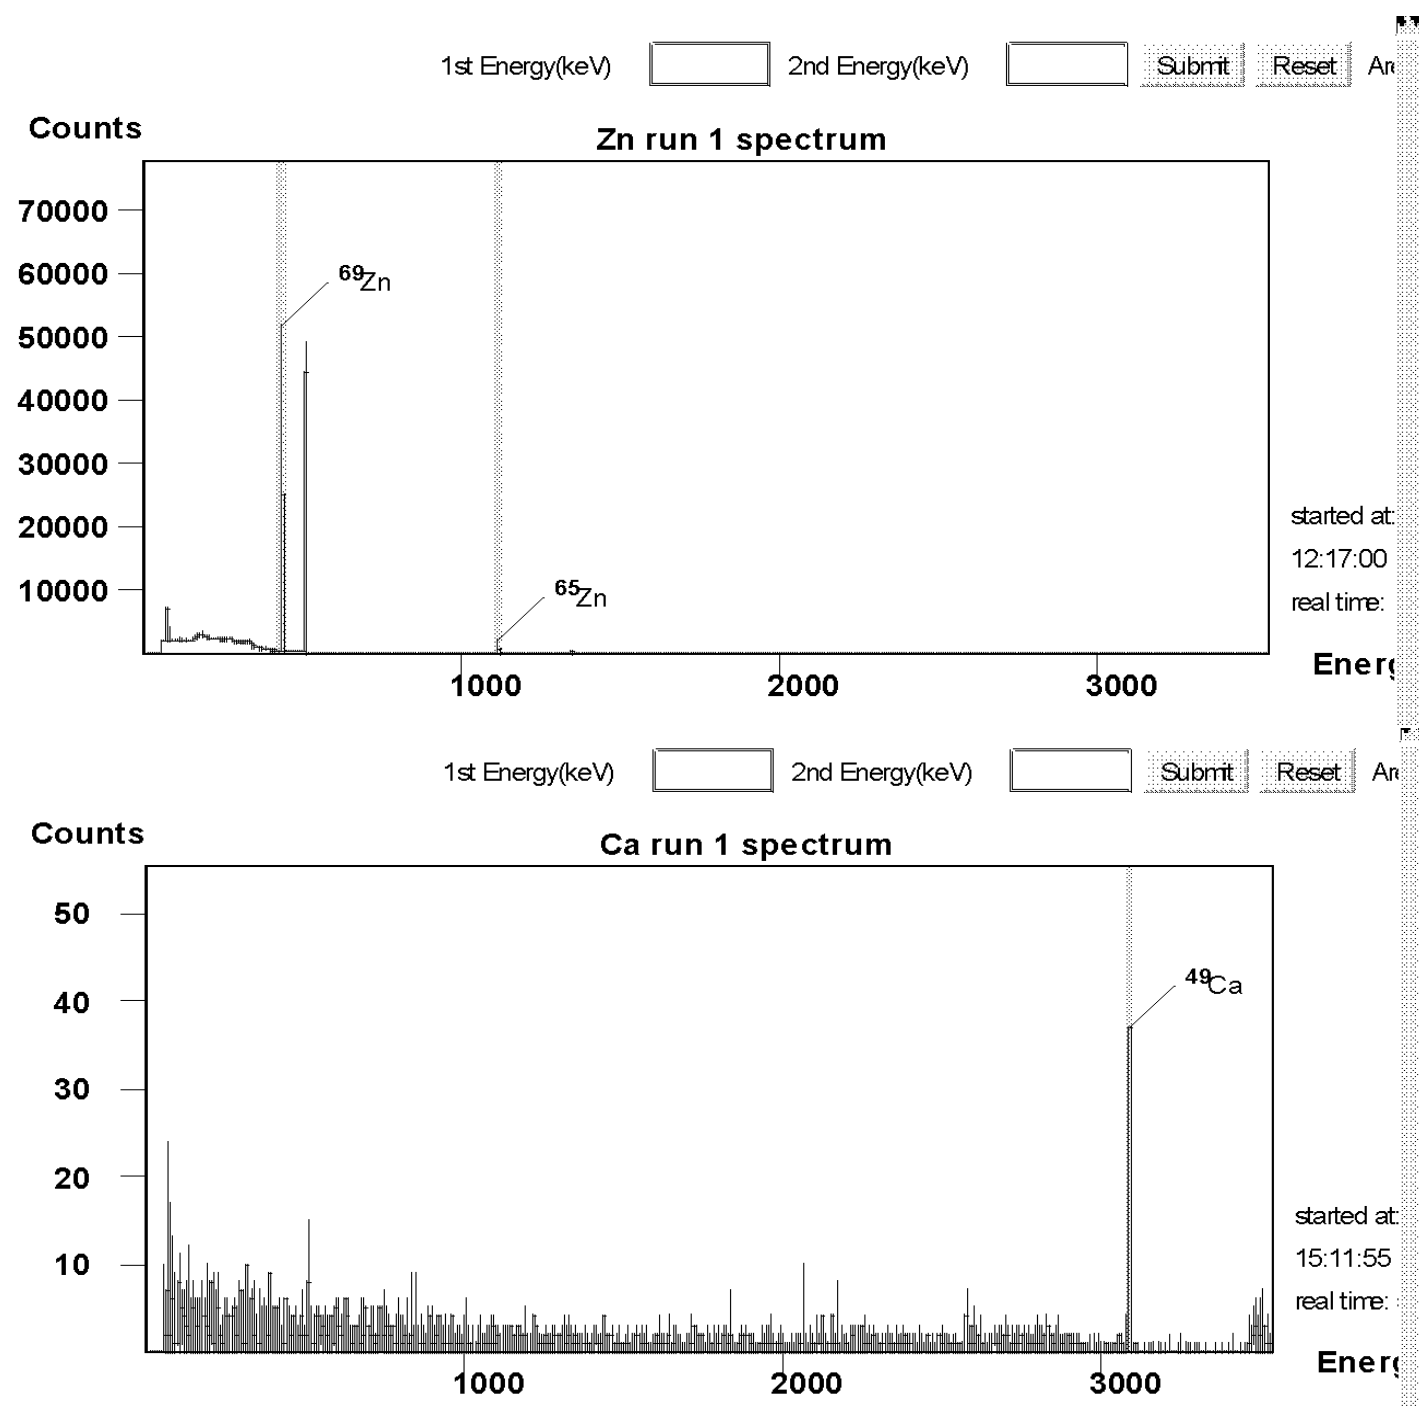 1st Energy(keV) 2nd Energy(keV) Submit Reset
Counts
Zn run 1 spectrum
70000
60000
69Zn
50000
40000
30000
20000
started at:
12:17:00
10000
65Zn
real time:
1000 2000 3000
1st Energy(keV) 2nd Energy(keV) Submit Reset
Counts
Ca run 1 spectrum
50
40
49Ca
30
20
started at:
10
15:11:55
real time:
1000 2000 3000